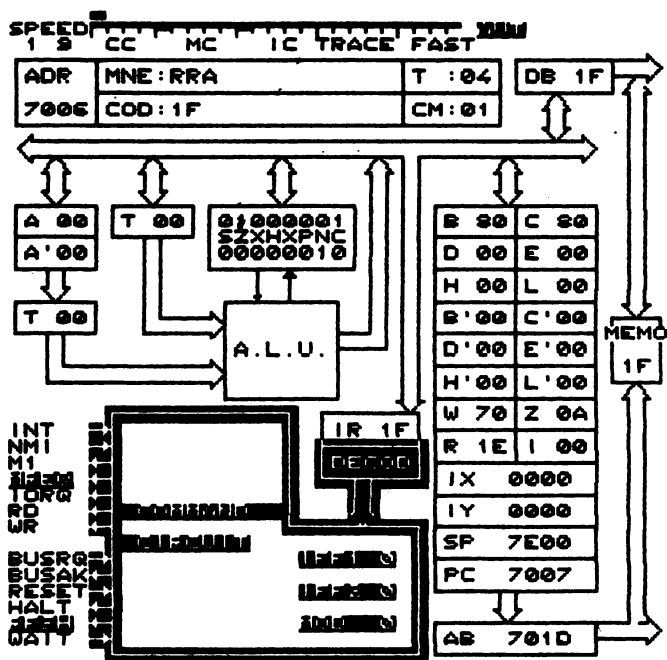 SPEED
1 9 CC MC IC TRACE FAST
ADR MNE:RRA T :04 DB 1F
7006 COD:1F CM:01
A 00 T 00 01000001 B 80 C 80
A'00 SZXHXPNC D 00 E 00
00000010
H 00 L 00
T 00 B'00 C'00 MEMO
A.L.U. D'00 E'00 1F
H'00 L'00
INT IR 1F W 70 Z 0A
NMI R 1E I 00
M1 DECOD
IX 0000
IORQ
RD IY 0000
WR
SP 7E00
BUSRQ
BUSAK PC 7007
RESET
HALT
WAIT AB 701D